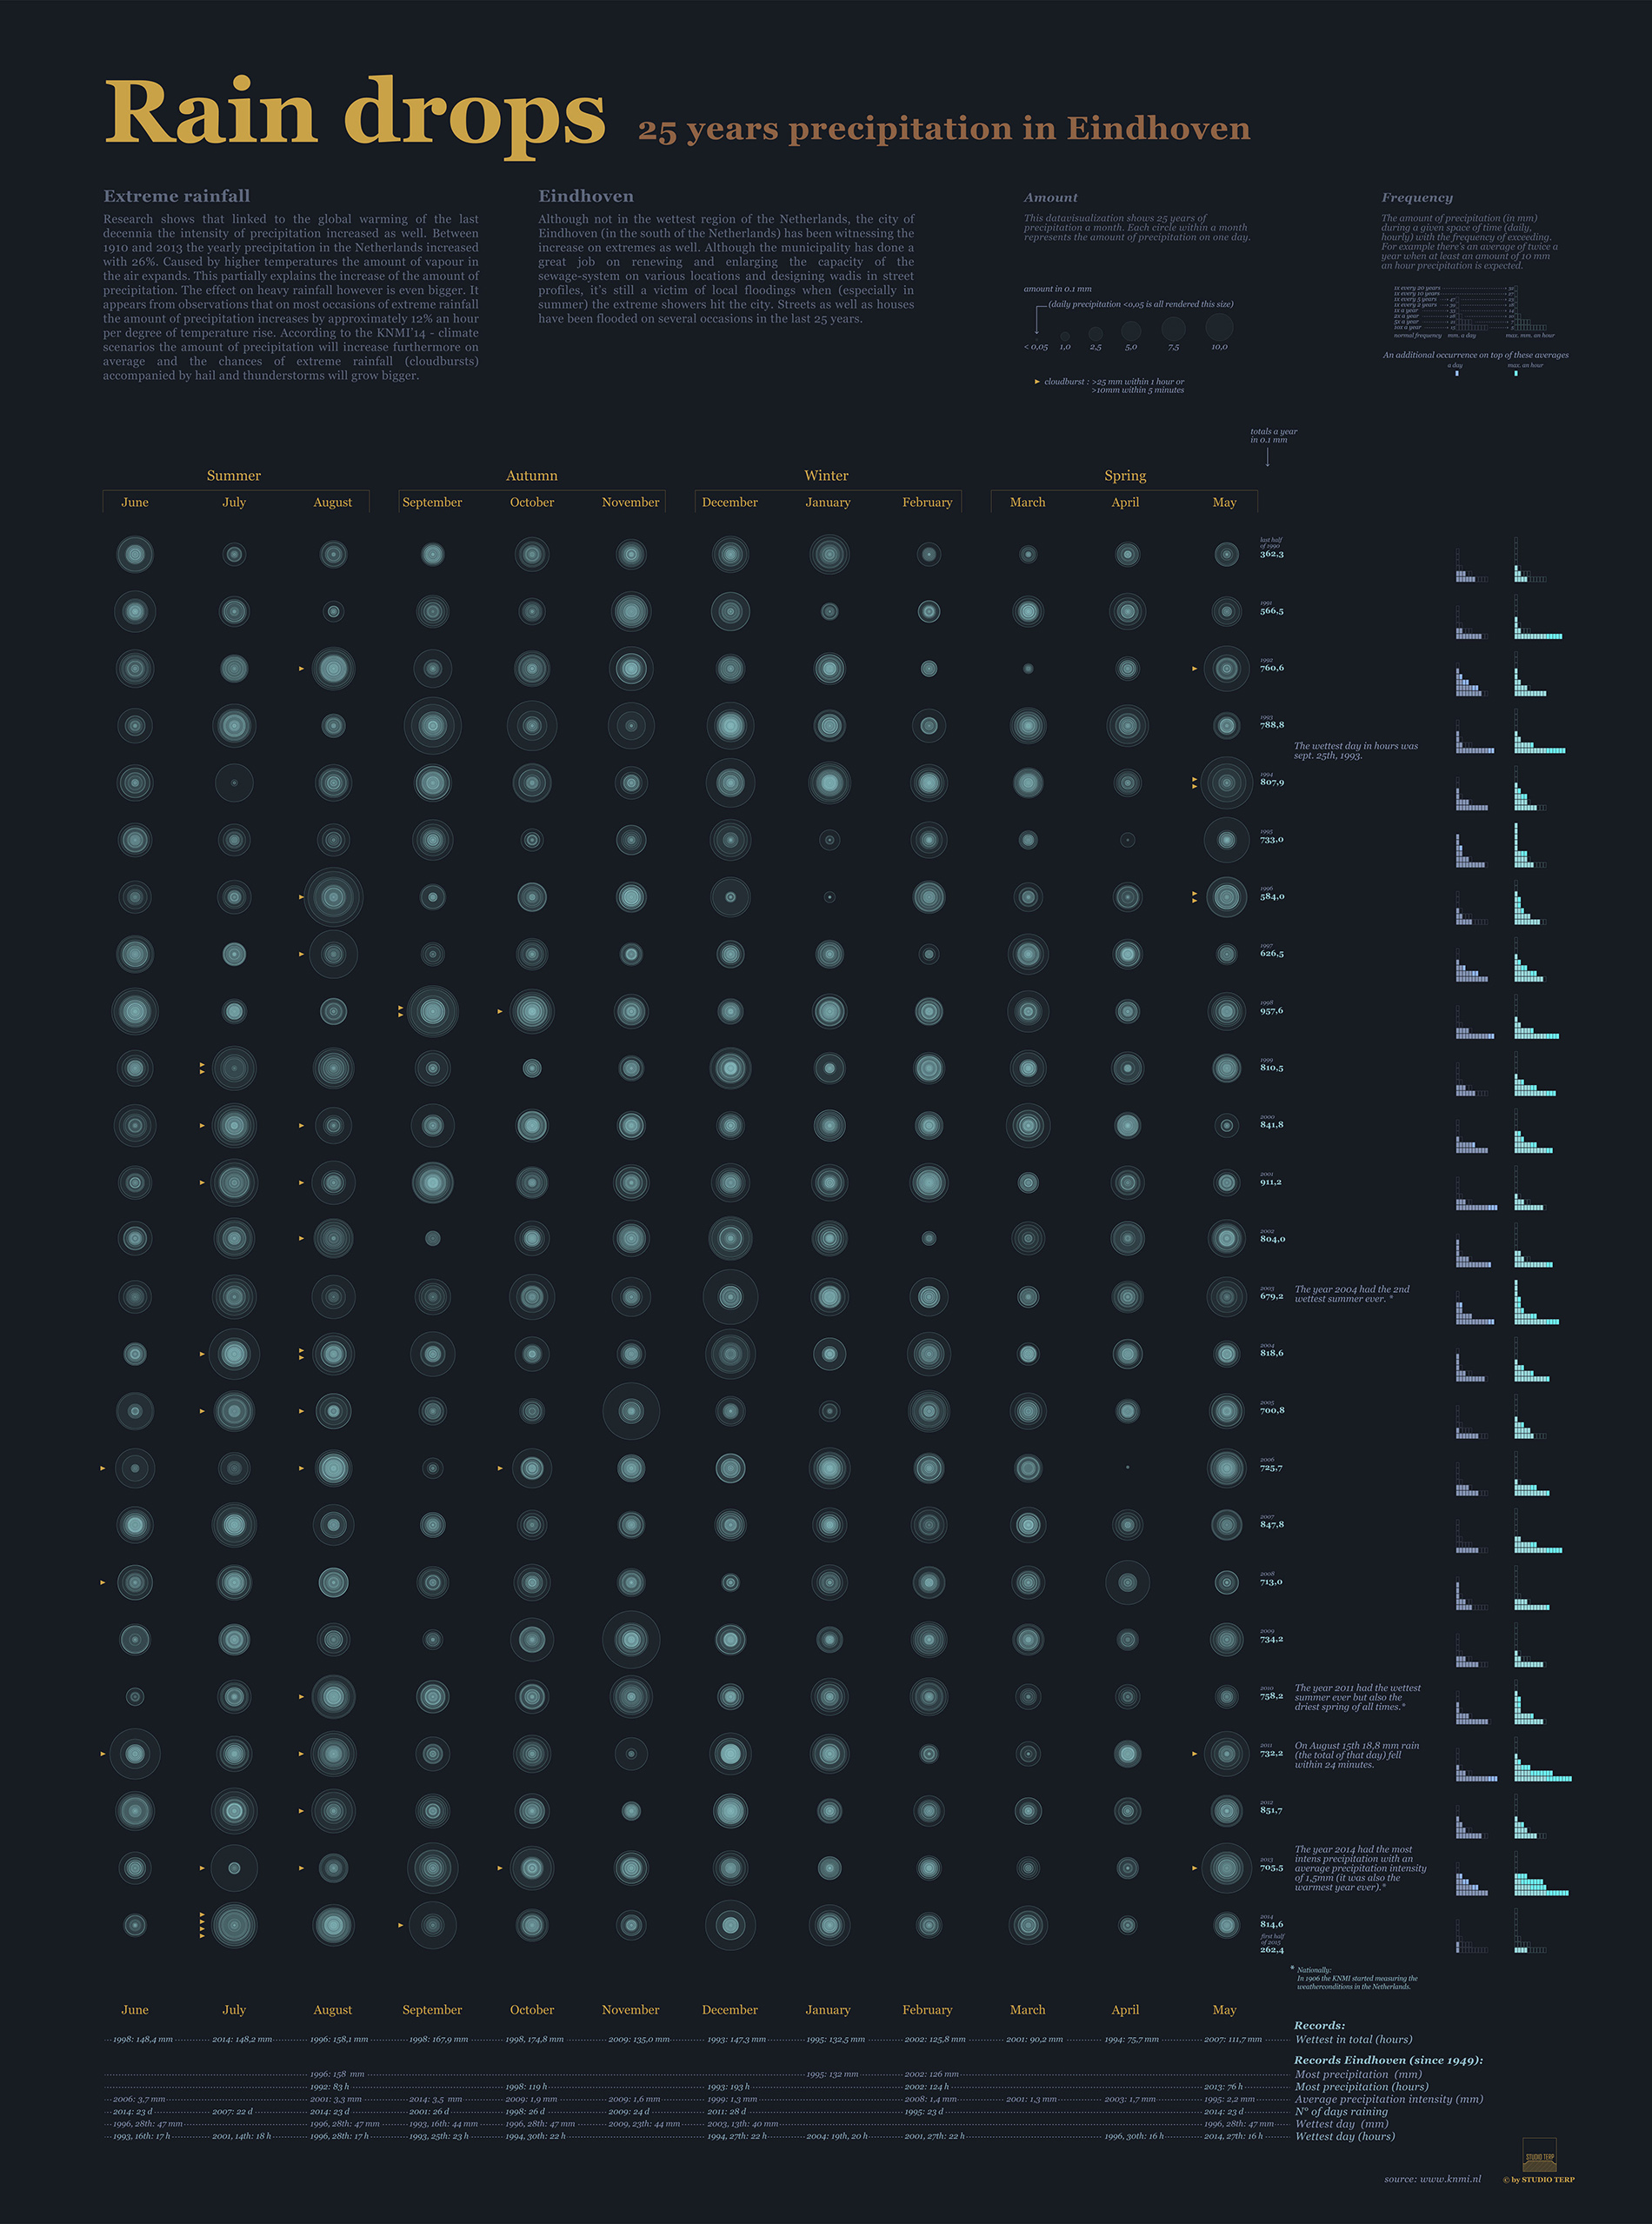 Rain drops
25 years precipitation in Eindhoven
Extreme rainfall
Research shows that linked to the global warming of the last
decennia the intensity of precipitation increased as well. Between
1910 and 2013 the yearly precipitation in the Netherlands increased
with 26%. Caused by higher temperatures the amount of vapour in
the air expands. This partially explains the increase of the amount of
precipitation. The effect on heavy rainfall however is even bigger. It
appears from observations that on most occasions of extreme rainfall
the amount of precipitation increases by approximately 12% an hour
per degree of temperature rise. According to the KNMI'14 - climate
scenarios the amount of precipitation will increase furthermore on
average and the chances of extreme rainfall (cloudbursts)
accompanied by hail and thunderstorms will grow bigger.
Eindhoven
Although not in the wettest region of the Netherlands, the city of
Eindhoven (in the south of the Netherlands) has been witnessing the
increase on extremes as well. Although the municipality has done a
great job on renewing and enlarging the capacity of the
sewage-system on various locations and designing wadis in street
profiles, it's still a victim of local floodings when (especially in
summer) the extreme showers hit the city. Streets as well as houses
have been flooded on several occasions in the last 25 years.
Amount
This datavisualization shows 25 years of
precipitation a month. Each circle within a month
represents the amount of precipitation on one day.
amount in 0.1 mm
(daily precipitation <0,05 is all rendered this size)
< 0,05 1,0 2,5 5,0 7,5 10,0
cloudburst : >25 mm within 1 hour or
>10mm within 5 minutes
Frequency
The amount of precipitation (in mm)
during a given space of time (daily,
hourly) with the frequency of exceeding.
For example there's an average of twice a
year when at least an amount of 10 mm
an hour precipitation is expected.
1x every 20 years
1x every 10 years
1x every 5 years
1x every 2 years
1x a year
2x a year
5x a year
10x a year
normal frequency mm. a day max. mm. an hour
An additional occurrence on top of these averages
a day max. an hour
totals a year
in 0.1 mm
Summer Autumn Winter Spring
June July August September October November December January February March April May
last half
of 1990
362,3
1991
566,5
1992
760,6
1993
788,8
The wettest day in hours was
sept. 25th, 1993.
1994
807,9
1995
733,0
1996
584,0
1997
626,5
1998
957,6
1999
810,5
2000
841,8
2001
911,2
2002
804,0
2003
679,2
The year 2004 had the 2nd
wettest summer ever. *
2004
818,6
2005
700,8
2006
725,7
2007
847,8
2008
713,0
2009
734,2
2010
758,2
The year 2011 had the wettest
summer ever but also the
driest spring of all times.*
2011
732,2
On August 15th 18,8 mm rain
(the total of that day) fell
within 24 minutes.
2012
851,7
2013
705,5
The year 2014 had the most
intens precipitation with an
average precipitation intensity
of 1,5mm (it was also the
warmest year ever).*
2014
814,6
first half
of 2015
262,4
* Nationally:
In 1906 the KNMI started measuring the
weatherconditions in the Netherlands.
June July August September October November December January February March April May
Records:
1998: 148,4 mm 2014: 148,2 mm 1996: 158,1 mm 1998: 167,9 mm 1998, 174,8 mm 2009: 135,0 mm 1993: 147,3 mm 1995: 132,5 mm 2002: 125,8 mm 2001: 90,2 mm 1994: 75,7 mm 2007: 111,7 mm Wettest in total (hours)
Records Eindhoven (since 1949):
1996: 158 mm 1995: 132 mm 2002: 126 mm Most precipitation (mm)
1992: 83 h 1998: 119 h 1993: 193 h 2002: 124 h 2013: 76 h Most precipitation (hours)
2006: 3,7 mm 2001: 3,3 mm 2014: 3,5 mm 2009: 1,9 mm 2009: 1,6 mm 1999: 1,3 mm 2008: 1,4 mm 2001: 1,3 mm 2003: 1,7 mm 1995: 2,2 mm Average precipitation intensity (mm)
2014: 23 d 2007: 22 d 2014: 23 d 2001: 26 d 1998: 26 d 2009: 24 d 2011: 28 d 1995: 23 d 2014: 23 d N° of days raining
1996, 28th: 47 mm 1996, 28th: 47 mm 1993, 16th: 44 mm 1996, 28th: 47 mm 2009, 23th: 44 mm 2003, 13th: 40 mm 1996, 28th: 47 mm Wettest day (mm)
1993, 16th: 17 h 2001, 14th: 18 h 1996, 28th: 17 h 1993, 25th: 23 h 1994, 30th: 22 h 1994, 27th: 22 h 2004: 19th, 20 h 2001, 27th: 22 h 1996, 30th: 16 h 2014, 27th: 16 h Wettest day (hours)
STUDIO TERP
source: www.knmi.nl
© by STUDIO TERP